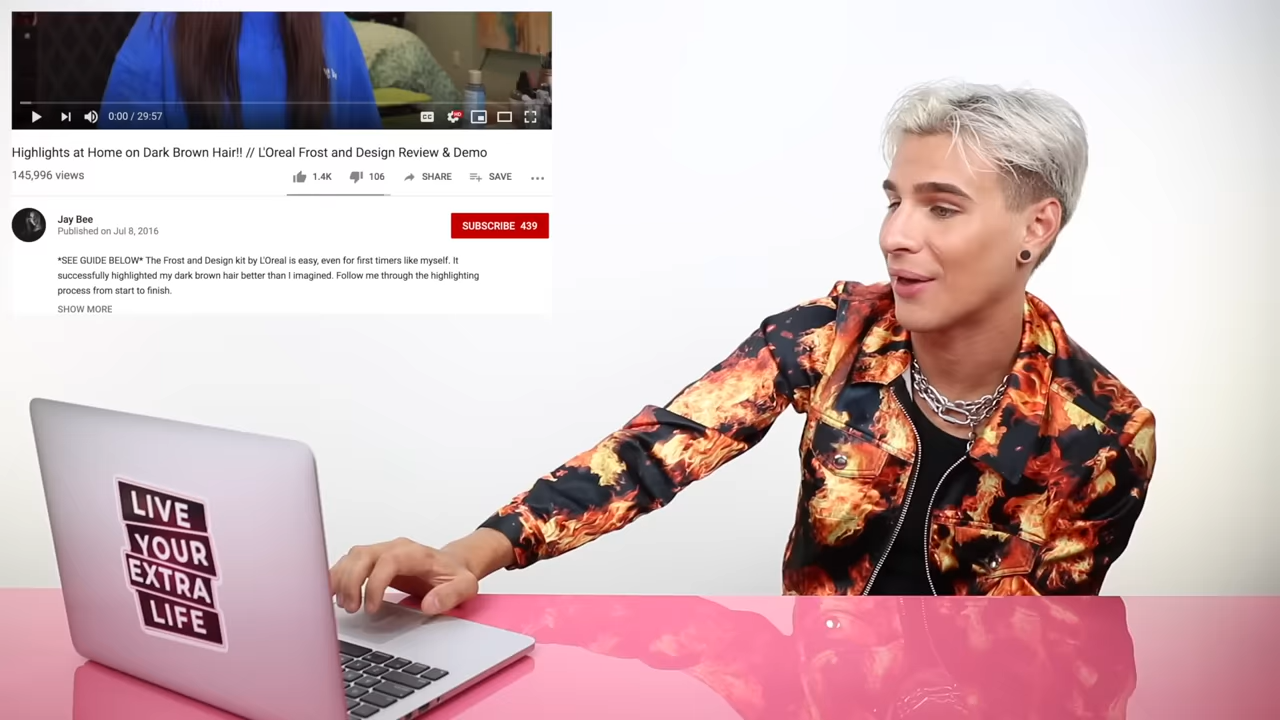 0:00 / 29:57
CC
HD
Highlights at Home on Dark Brown Hair!! // L'Oreal Frost and Design Review & Demo
145,996 views
1.4K
106
SHARE
SAVE
Jay Bee
Published on Jul 8, 2016
SUBSCRIBE 439
*SEE GUIDE BELOW* The Frost and Design kit by L'Oreal is easy, even for first timers like myself. It
successfully highlighted my dark brown hair better than I imagined. Follow me through the highlighting
process from start to finish.
SHOW MORE
LIVE
YOUR
EXTRA
LIFE